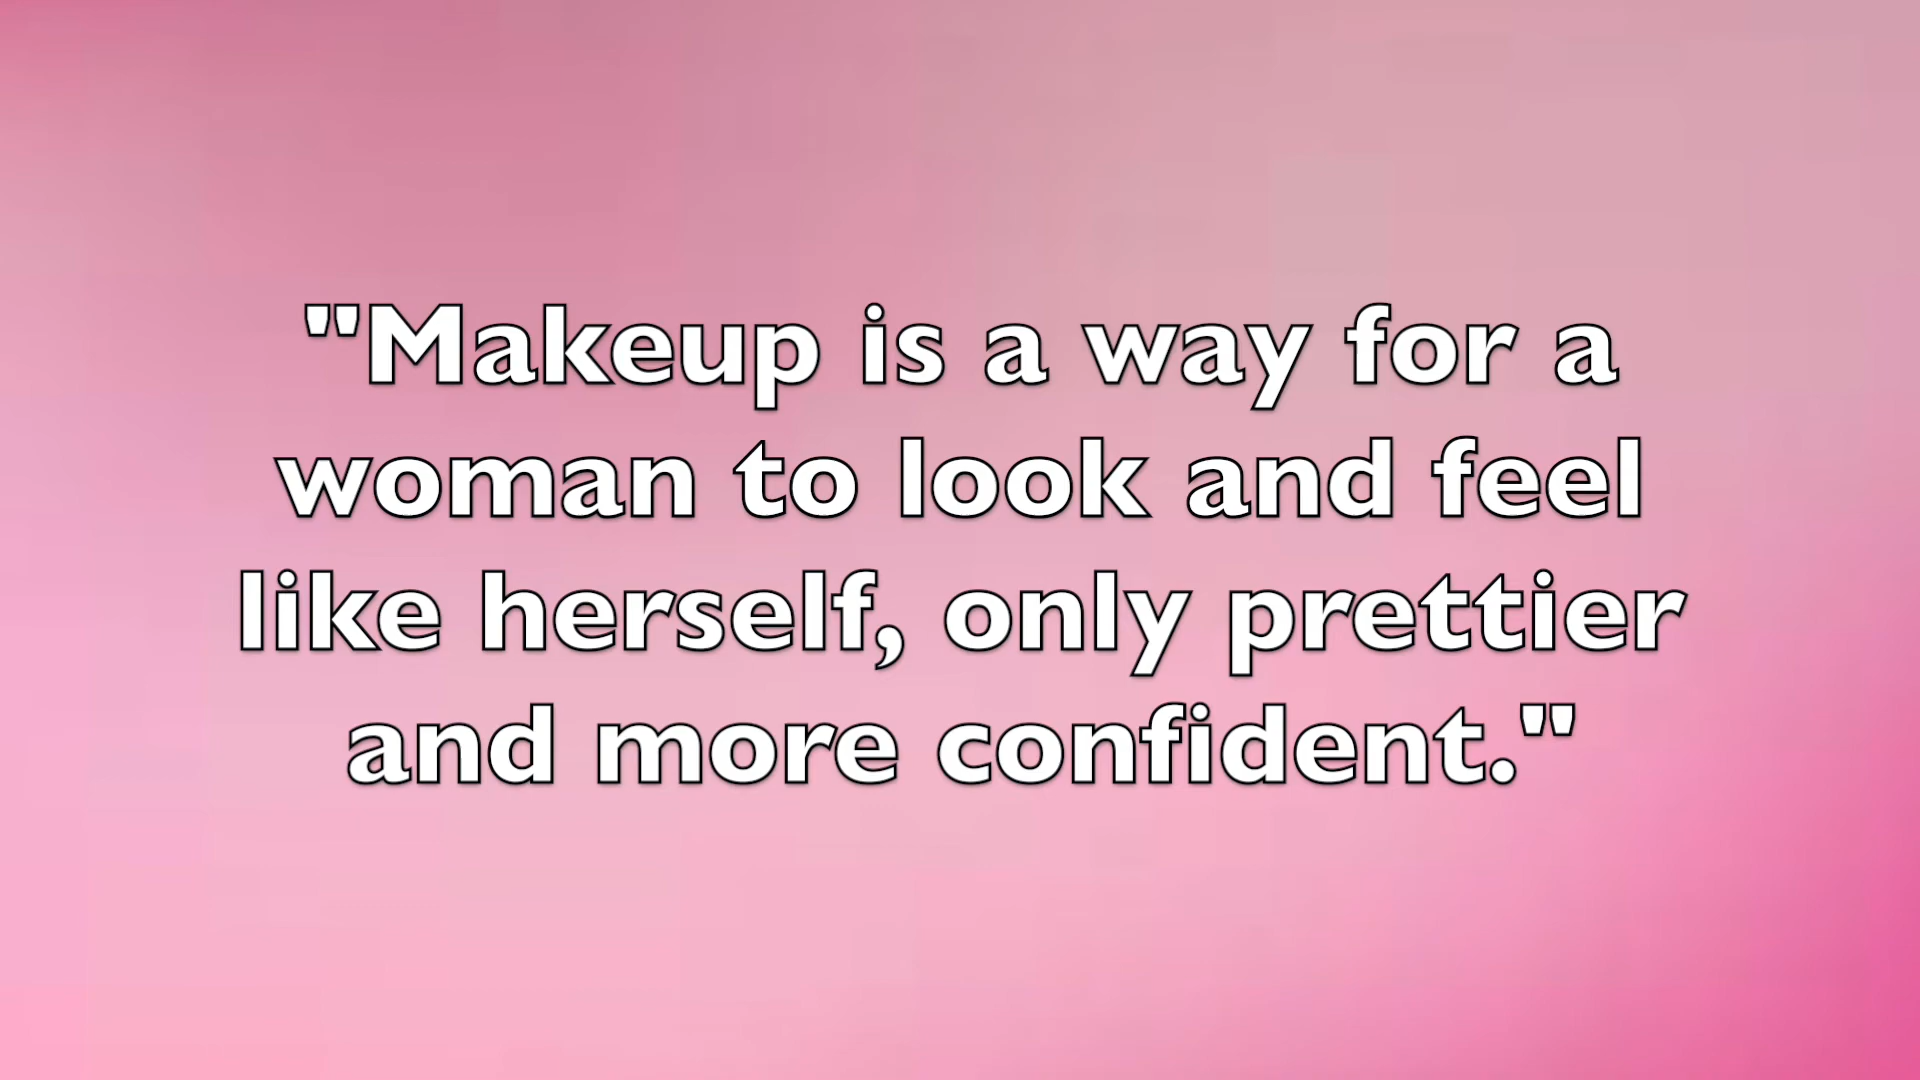 "Makeup is a way for a
woman to look and feel
like herself, only prettier
and more confident."